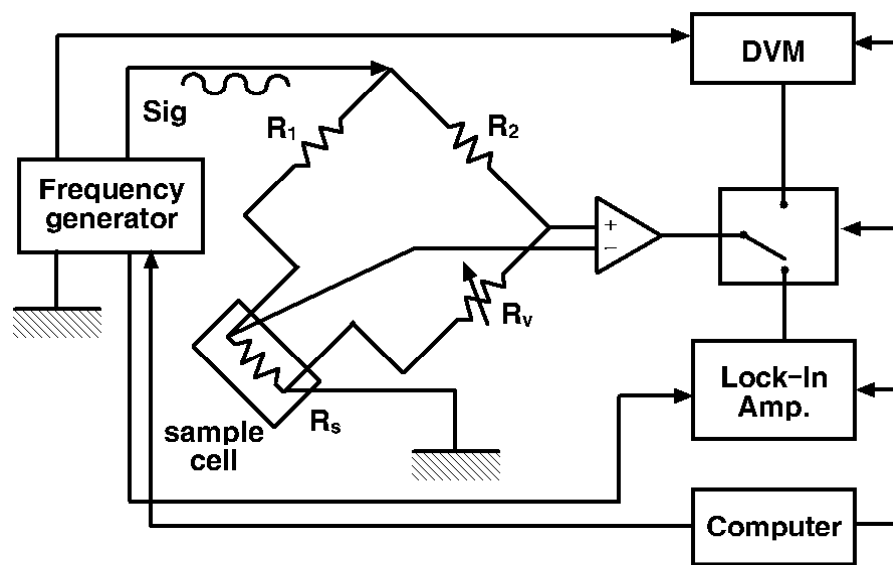 DVM
Sig
R1
R2
Frequency
generator
+
−
Rv
Lock-In
Amp.
Rs
sample
cell
Computer